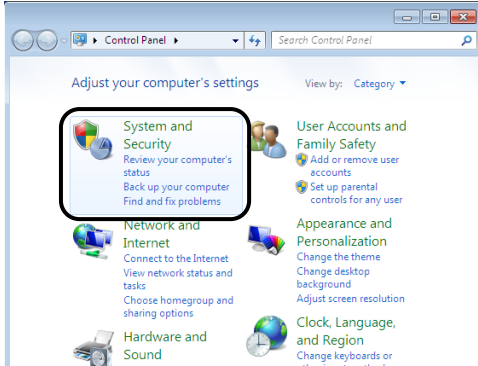 Control Panel
Search Control Panel
Adjust your computer's settings
View by: Category
System and
Security
Review your computer's
status
Back up your computer
Find and fix problems
User Accounts and
Family Safety
Add or remove user
accounts
Set up parental
controls for any user
Network and
Internet
Connect to the Internet
View network status and
tasks
Choose homegroup and
sharing options
Appearance and
Personalization
Change the theme
Change desktop
background
Adjust screen resolution
Hardware and
Sound
Clock, Language,
and Region
Change keyboards or